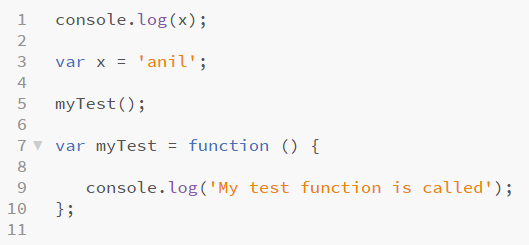 1 console.log(x);
2
3 var x = 'anil';
4
5 myTest();
6
7 var myTest = function () {
8
9 console.log('My test function is called');
10 };
11